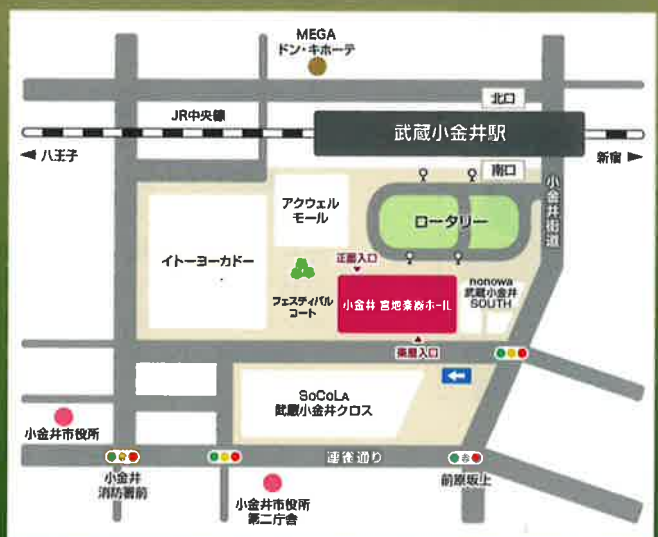 MEGA
ドン・キホーテ
北口
JR中央線
武蔵小金井駅
八王子
新宿
南口
アクウェル
モール
ロータリー
小金井街道
イトーヨーカドー
正面入口
フェスティバル
コート
小金井 宮地楽器ホール
nonowa
武蔵小金井
SOUTH
楽屋入口
SoCoLA
武蔵小金井クロス
小金井市役所
連雀通り
小金井
消防署前
前原坂上
小金井市役所
第二庁舎